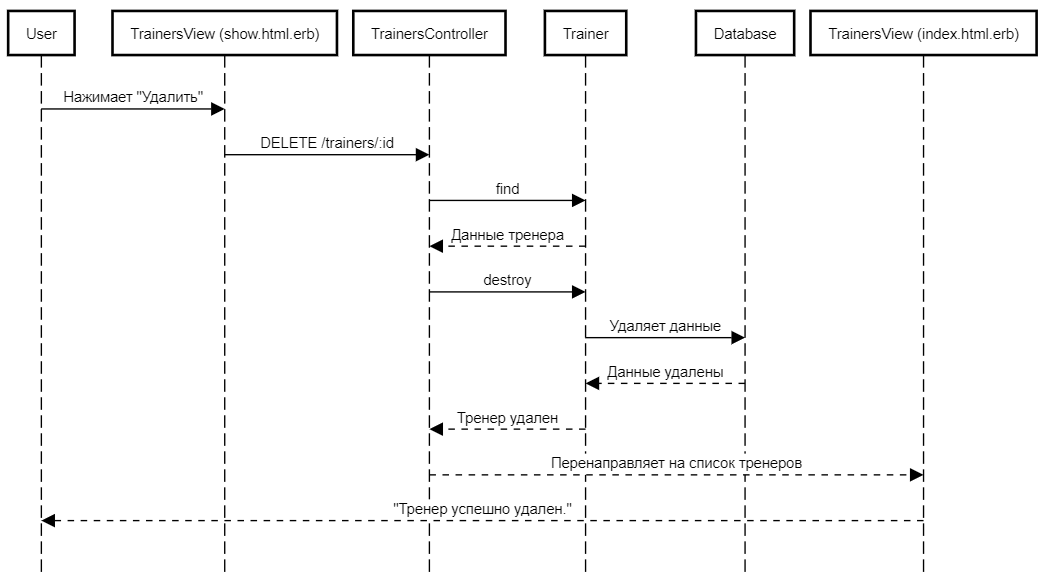 User
TrainersView (show.html.erb)
TrainersController
Trainer
Database
TrainersView (index.html.erb)
Нажимает "Удалить"
DELETE /trainers/:id
find
Данные тренера
destroy
Удаляет данные
Данные удалены
Тренер удален
Перенаправляет на список тренеров
"Тренер успешно удален."